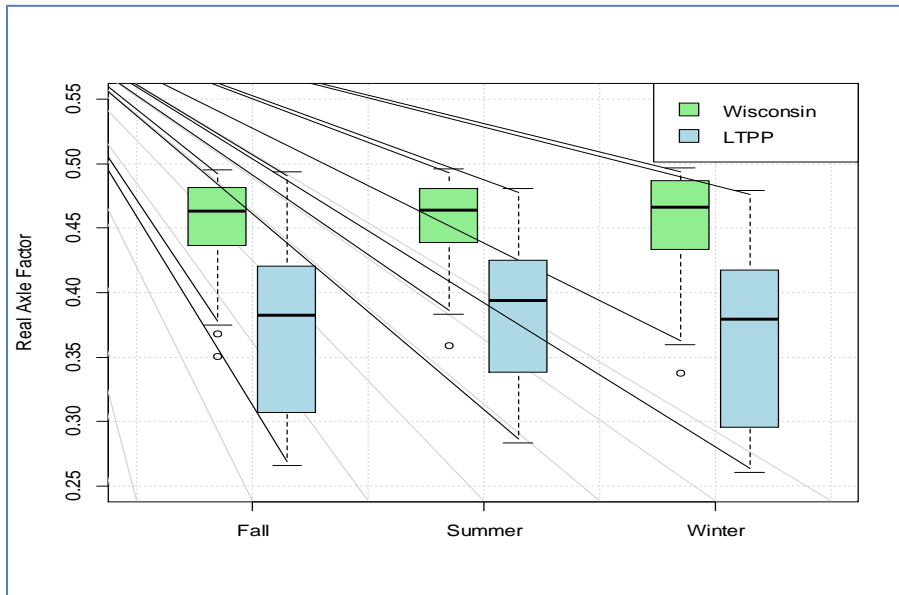 Wisconsin
LTPP
Real Axle Factor
0.55
0.50
0.45
0.40
0.35
0.30
0.25
Fall
Summer
Winter